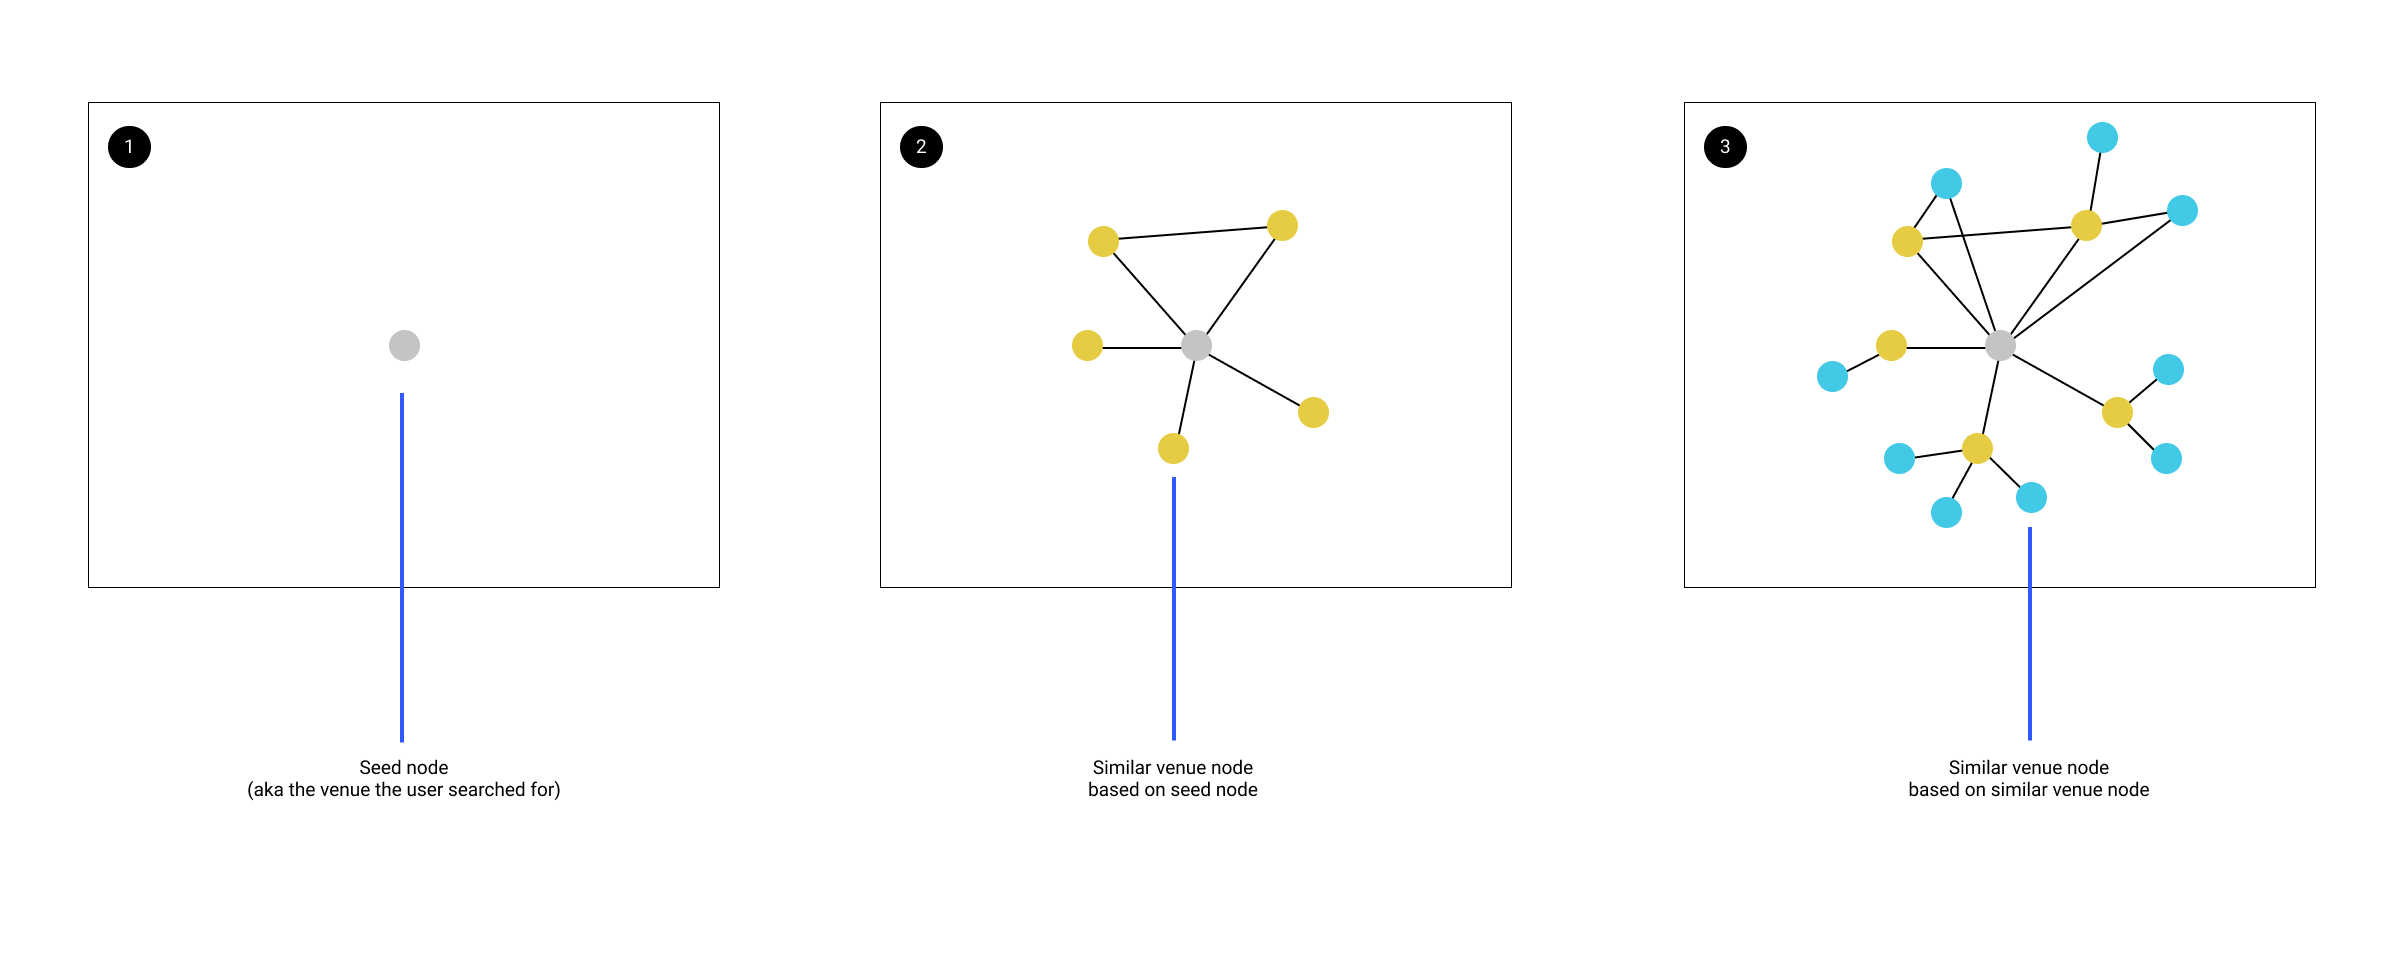 1
2
3
Seed node
(aka the venue the user searched for)
Similar venue node
based on seed node
Similar venue node
based on similar venue node